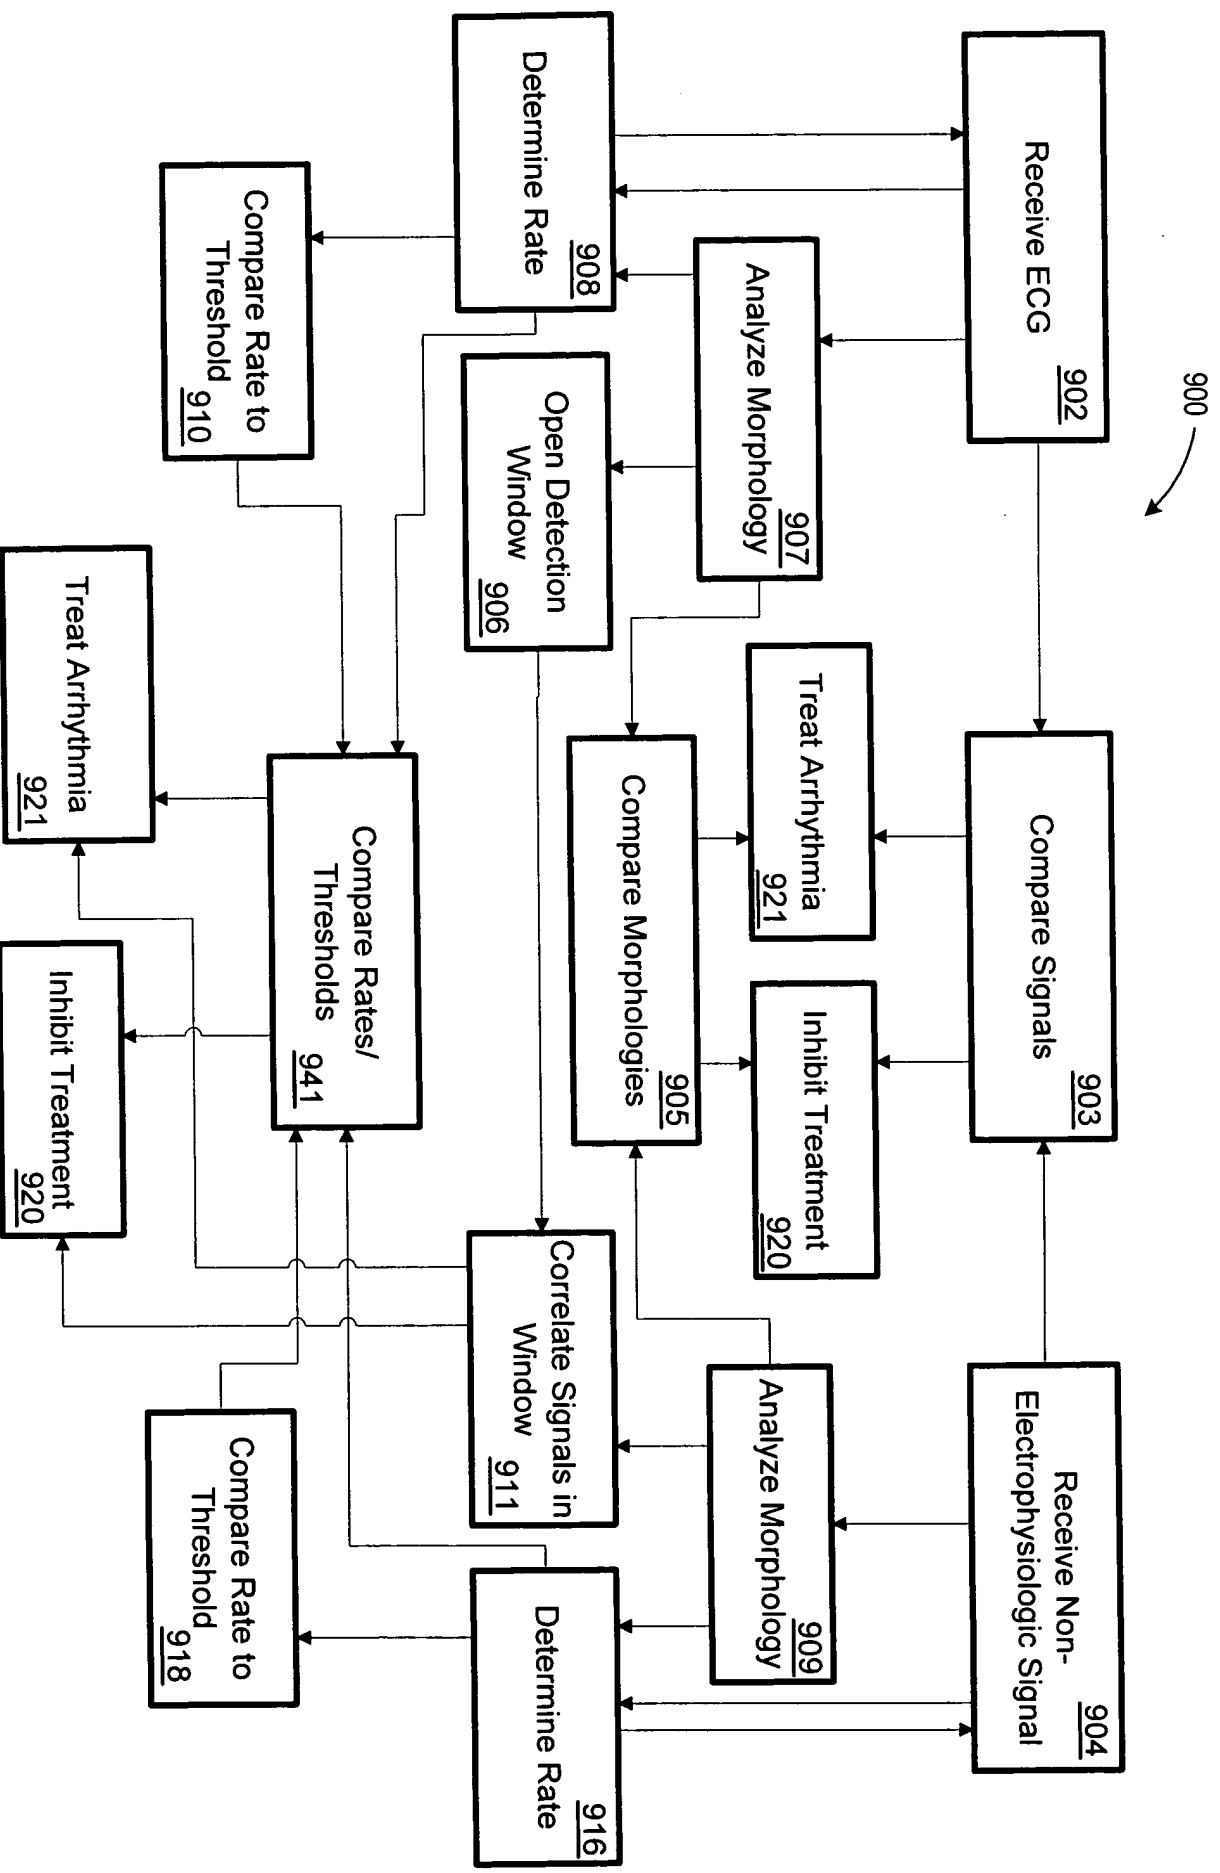 900
Receive ECG
902
Compare Signals
903
Receive Non-
Electrophysiologic Signal
904
Analyze Morphology
907
Treat Arrhythmia
921
Inhibit Treatment
920
Analyze Morphology
909
Determine Rate
908
Open Detection
Window
906
Compare Morphologies
905
Correlate Signals in
Window
911
Determine Rate
916
Compare Rate to
Threshold
910
Compare Rates/
Thresholds
941
Compare Rate to
Threshold
918
Treat Arrhythmia
921
Inhibit Treatment
920